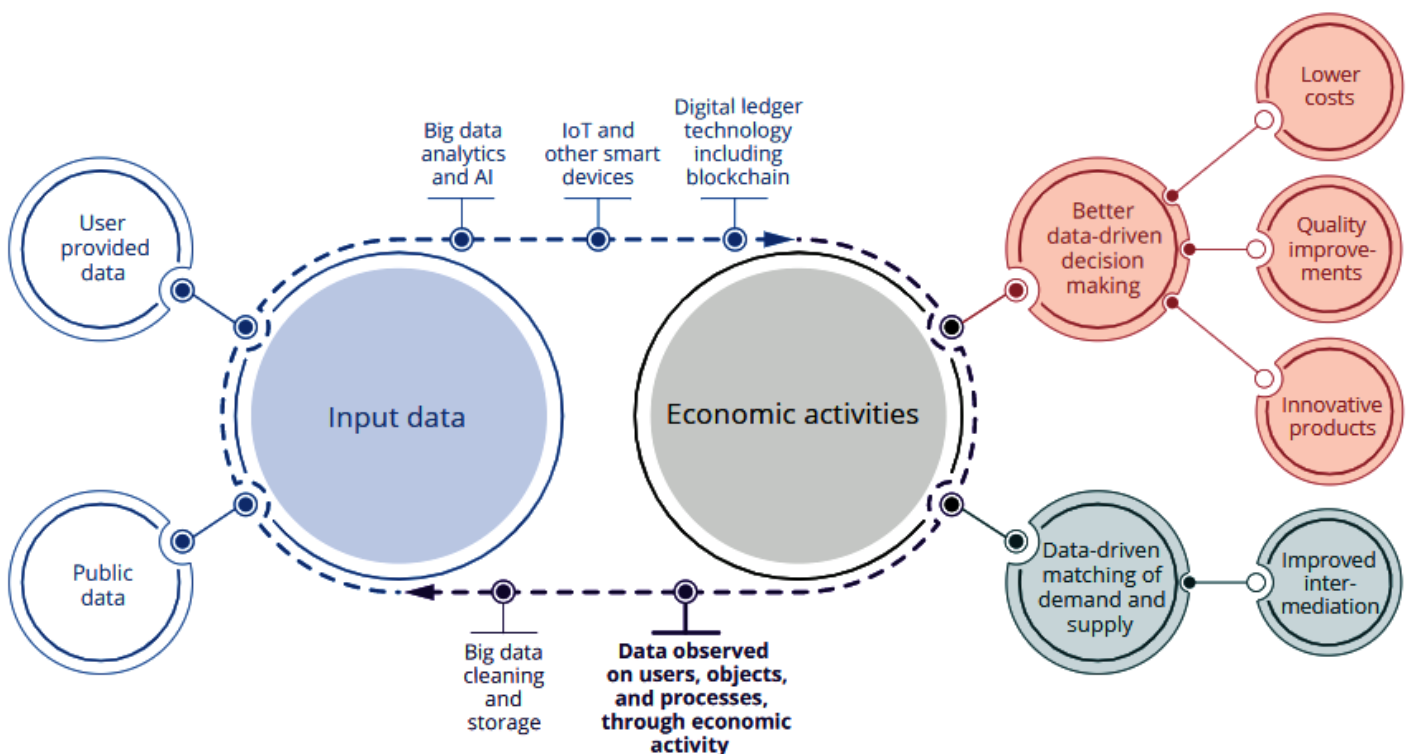 User
provided
data
Public
data
Input data
Big data
analytics
and AI
IoT and
other smart
devices
Digital ledger
technology
including
blockchain
Economic activities
Big data
cleaning
and
storage
Data observed
on users, objects,
and processes,
through economic
activity
Better
data-driven
decision
making
Lower
costs
Quality
improve-
ments
Innovative
products
Data-driven
matching of
demand and
supply
Improved
inter-
mediation